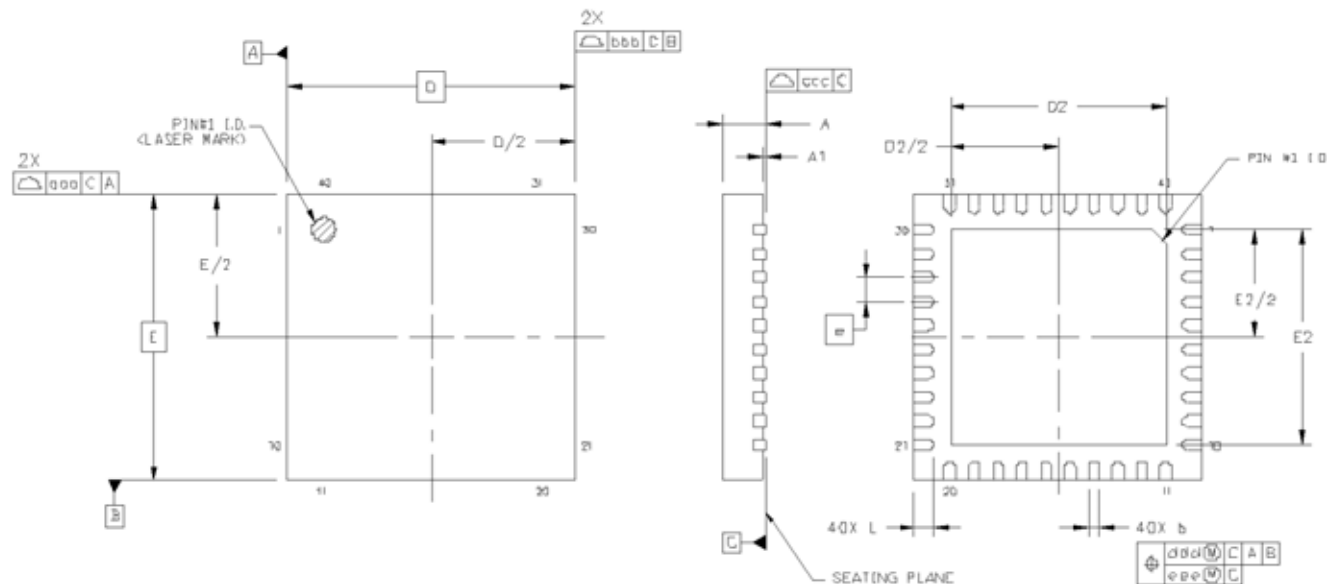 2X
bbb C B
A
D
ccc C
D2
PIN#1 I.D.
(LASER MARK)
D/2
A
D2/2
A1
PIN #1 I.D
2X
aaa C A
40
31
31
40
1
30
30
1
E/2
E2/2
e
E
E2
10
21
21
10
11
20
20
11
B
40X L
40X b
C
ddd M C A B
eee M C
SEATING PLANE